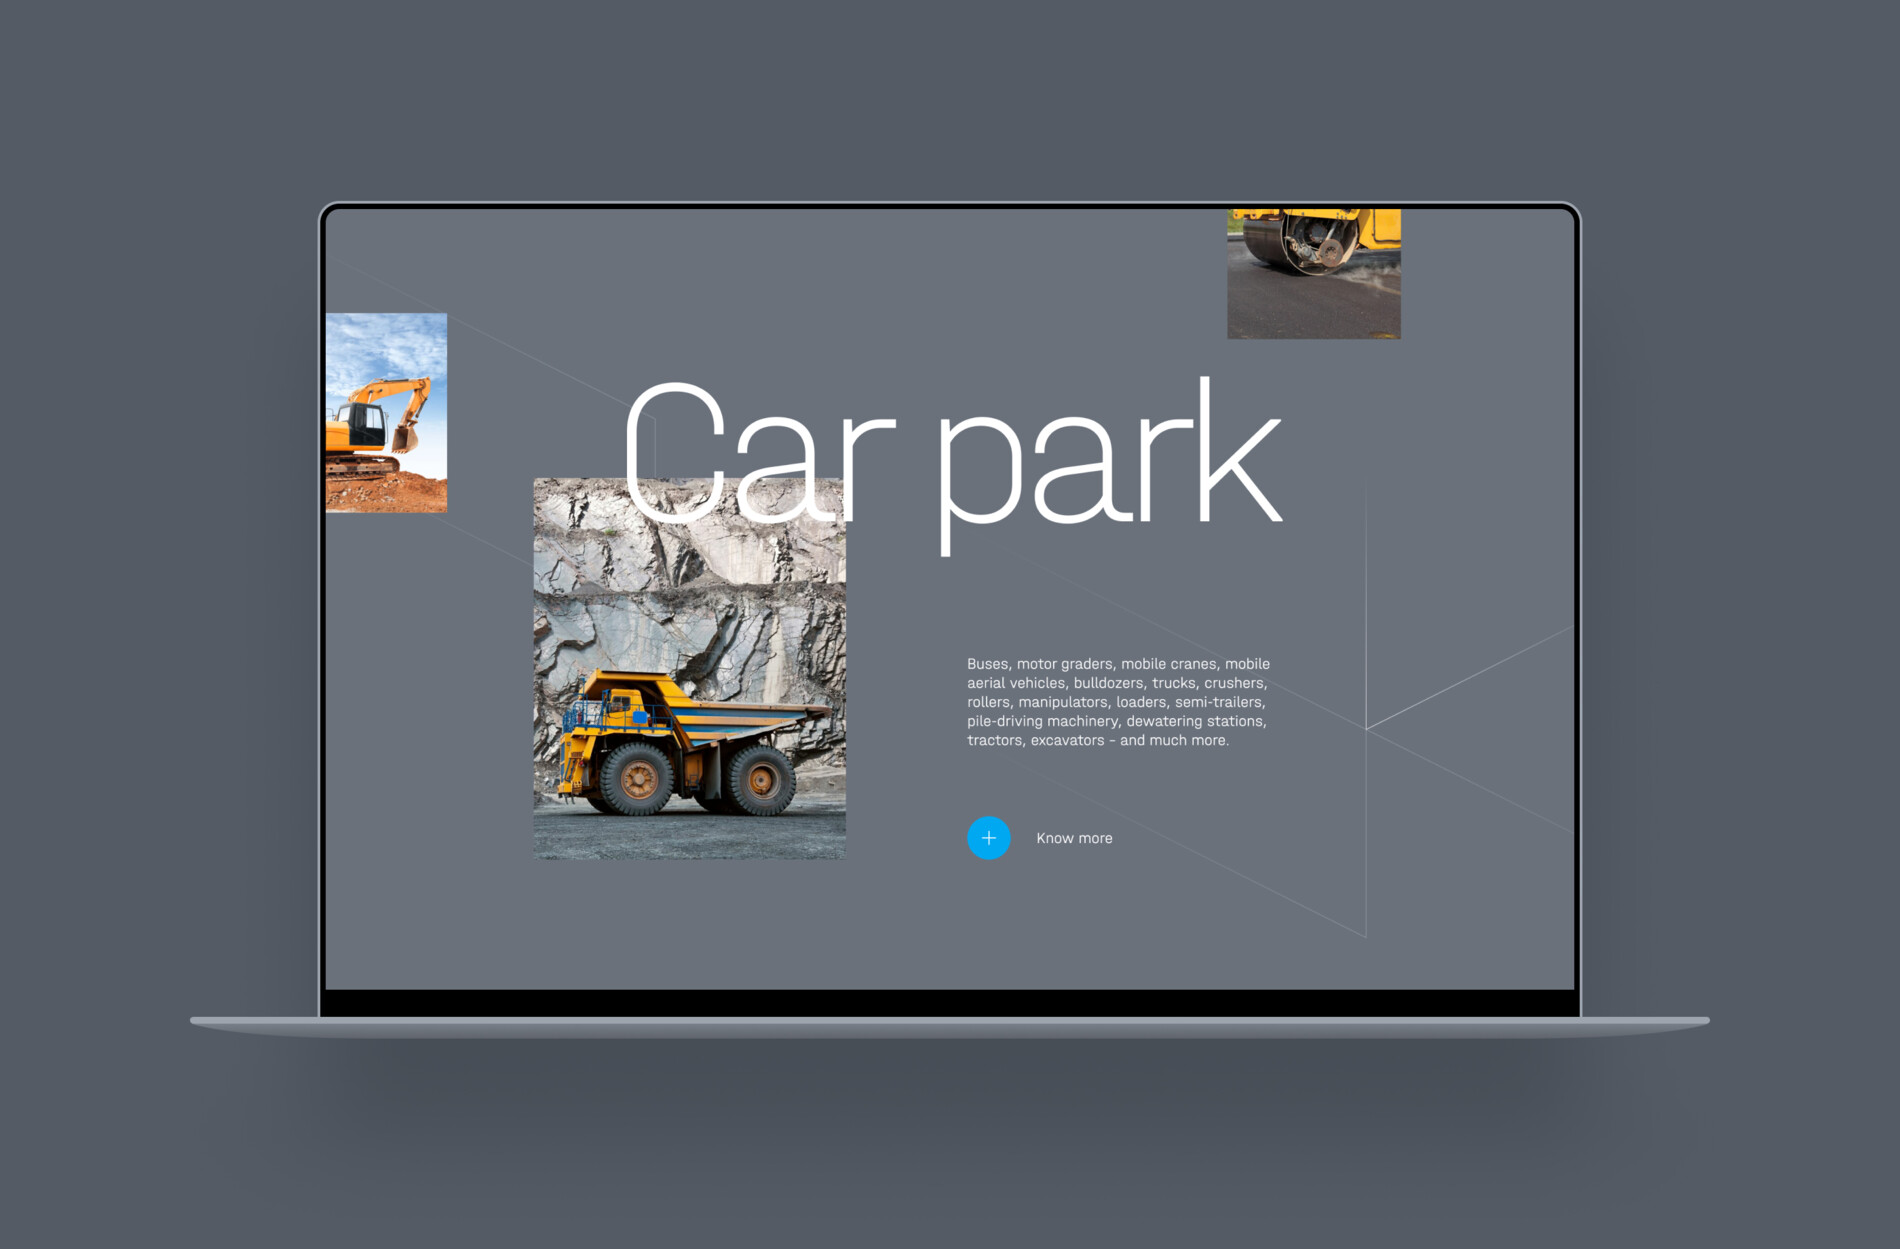 Car park
Buses, motor graders, mobile cranes, mobile
aerial vehicles, bulldozers, trucks, crushers,
rollers, manipulators, loaders, semi-trailers,
pile-driving machinery, dewatering stations,
tractors, excavators – and much more.
Know more